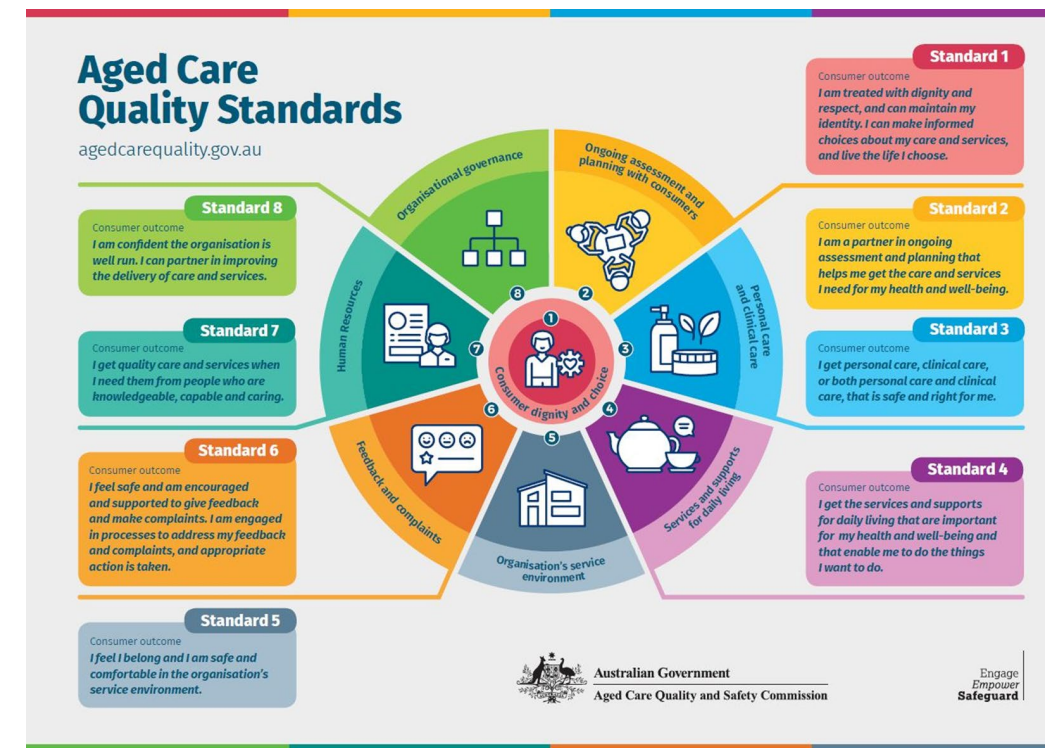 Aged Care
Quality Standards
agedcarequality.gov.au
Standard 1
Consumer outcome
I am treated with dignity and
respect, and can maintain my
identity. I can make informed
choices about my care and services,
and live the life I choose.
Standard 2
Consumer outcome
I am a partner in ongoing
assessment and planning that
helps me get the care and services
I need for my health and well-being.
Standard 3
Consumer outcome
I get personal care, clinical care,
or both personal care and clinical
care, that is safe and right for me.
Standard 4
Consumer outcome
I get the services and supports
for daily living that are important
for my health and well-being and
that enable me to do the things
I want to do.
Standard 8
Consumer outcome
I am confident the organisation is
well run. I can partner in improving
the delivery of care and services.
Standard 7
Consumer outcome
I get quality care and services when
I need them from people who are
knowledgeable, capable and caring.
Standard 6
Consumer outcome
I feel safe and am encouraged
and supported to give feedback
and make complaints. I am engaged
in processes to address my feedback
and complaints, and appropriate
action is taken.
Standard 5
Consumer outcome
I feel I belong and I am safe and
comfortable in the organisation's
service environment.
1
Consumer dignity and choice
2
Ongoing assessment and
planning with consumers
3
Personal care
and clinical care
4
Services and supports
for daily living
5
Organisation's service
environment
6
Feedback and complaints
7
Human Resources
8
Organisational governance
Australian Government
Aged Care Quality and Safety Commission
Engage
Empower
Safeguard